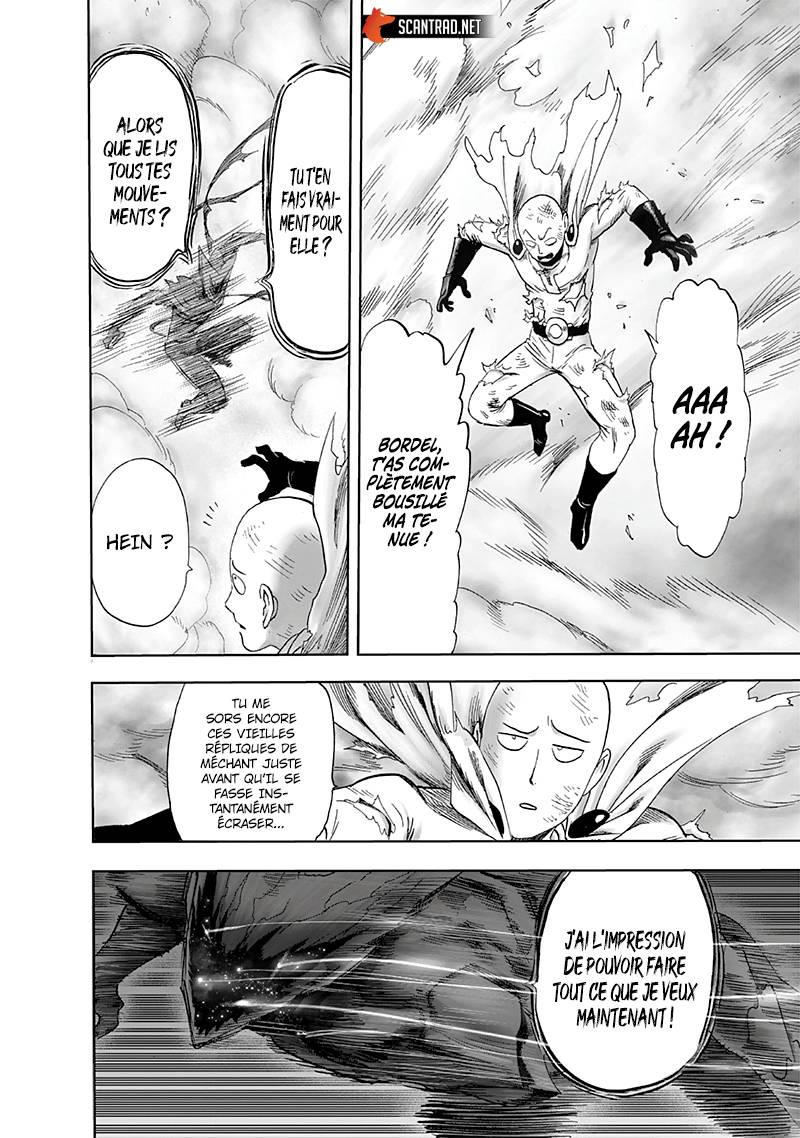 SCANTRAD.NET
AAA
AH !
BORDEL,
T'AS COM-
PLÈTEMENT
BOUSILLÉ
MA TE-
NUE !
TU T'EN
FAIS VRAI-
MENT POUR
ELLE ?
ALORS
QUE JE LIS
TOUS TES
MOUVE-
MENTS ?
HEIN ?
TU ME
SORS ENCORE
CES VIEILLES
RÉPLIQUES DE
MÉCHANT JUSTE
AVANT QU'IL SE
FASSE INS-
TANTANÉMENT
ÉCRASER...
J'AI L'IMPRESSION
DE POUVOIR FAIRE
TOUT CE QUE JE VEUX
MAINTENANT !